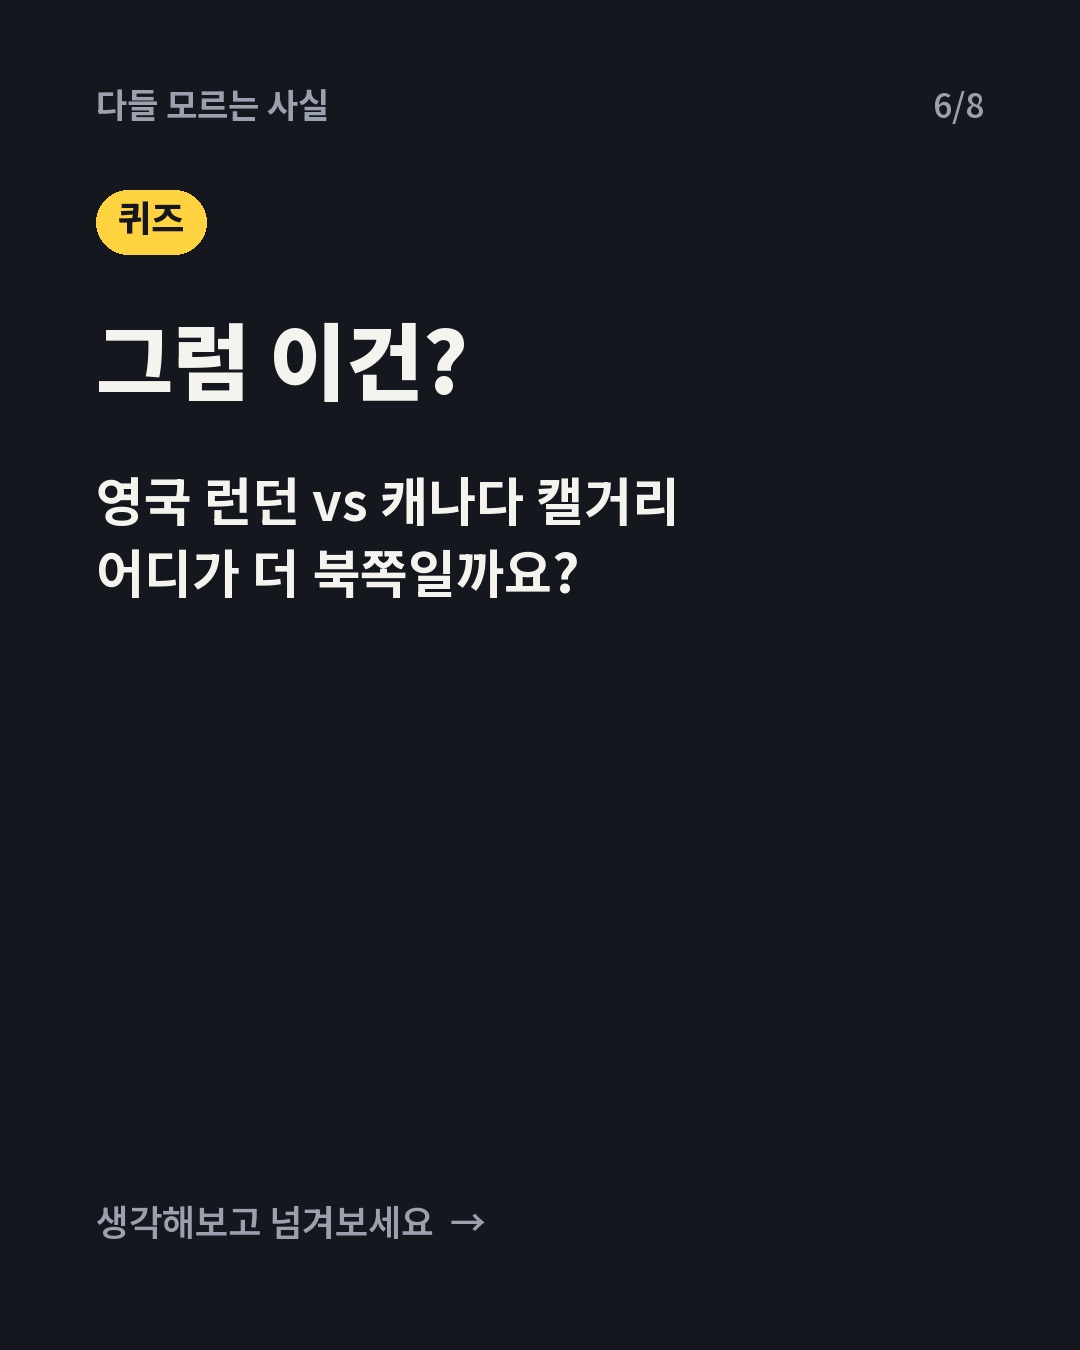 다들 모르는 사실
6/8
퀴즈
그럼 이건?
영국 런던 vs 캐나다 캘거리
어디가 더 북쪽일까요?
생각해보고 넘겨보세요 →